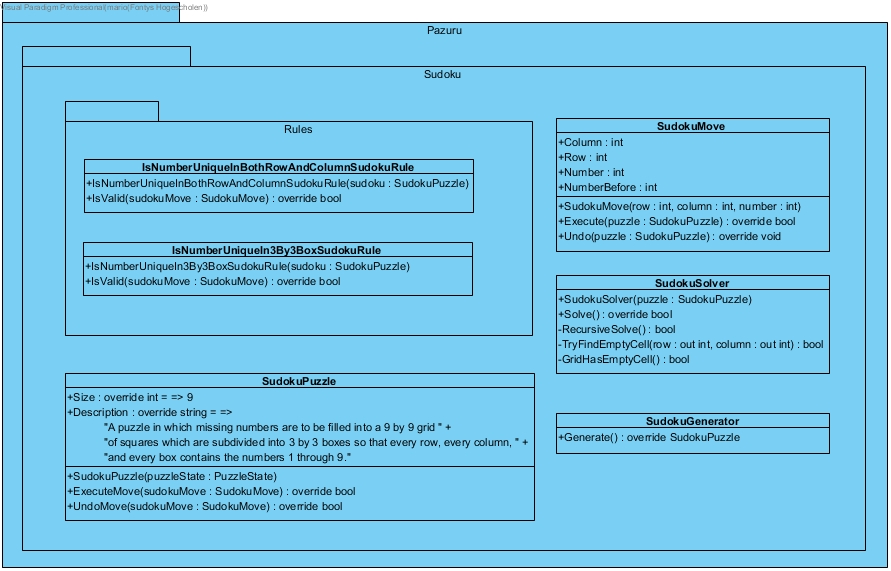 Visual Paradigm Professional(mario(Fontys Hogescholen))
Pazuru
Sudoku
Rules
IsNumberUniqueInBothRowAndColumnSudokuRule
+IsNumberUniqueInBothRowAndColumnSudokuRule(sudoku : SudokuPuzzle)
+IsValid(sudokuMove : SudokuMove) : override bool
IsNumberUniqueIn3By3BoxSudokuRule
+IsNumberUniqueIn3By3BoxSudokuRule(sudoku : SudokuPuzzle)
+IsValid(sudokuMove : SudokuMove) : override bool
SudokuPuzzle
+Size : override int = => 9
+Description : override string = =>
"A puzzle in which missing numbers are to be filled into a 9 by 9 grid " +
"of squares which are subdivided into 3 by 3 boxes so that every row, every column, " +
"and every box contains the numbers 1 through 9."
+SudokuPuzzle(puzzleState : PuzzleState)
+ExecuteMove(sudokuMove : SudokuMove) : override bool
+UndoMove(sudokuMove : SudokuMove) : override bool
SudokuMove
+Column : int
+Row : int
+Number : int
+NumberBefore : int
+SudokuMove(row : int, column : int, number : int)
+Execute(puzzle : SudokuPuzzle) : override bool
+Undo(puzzle : SudokuPuzzle) : override void
SudokuSolver
+SudokuSolver(puzzle : SudokuPuzzle)
+Solve() : override bool
-RecursiveSolve() : bool
-TryFindEmptyCell(row : out int, column : out int) : bool
-GridHasEmptyCell() : bool
SudokuGenerator
+Generate() : override SudokuPuzzle